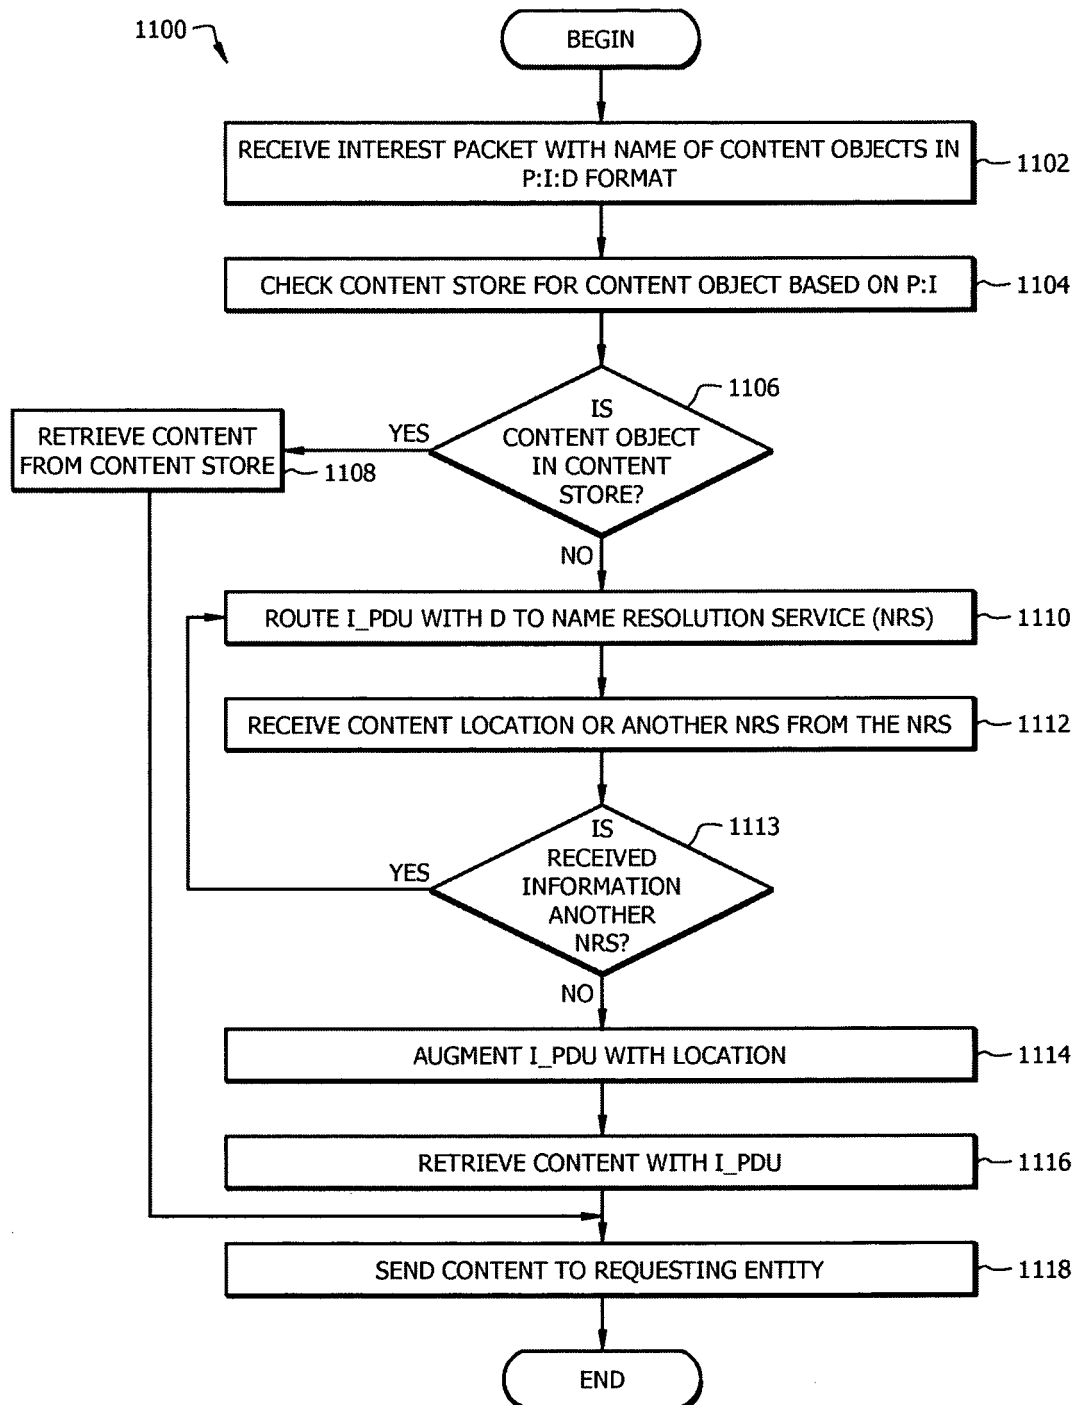 1100
BEGIN
RECEIVE INTEREST PACKET WITH NAME OF CONTENT OBJECTS IN
P:I:D FORMAT
1102
CHECK CONTENT STORE FOR CONTENT OBJECT BASED ON P:I
1104
IS
CONTENT OBJECT
IN CONTENT
STORE?
1106
YES
RETRIEVE CONTENT
FROM CONTENT STORE
1108
NO
ROUTE I_PDU WITH D TO NAME RESOLUTION SERVICE (NRS)
1110
RECEIVE CONTENT LOCATION OR ANOTHER NRS FROM THE NRS
1112
IS
RECEIVED
INFORMATION
ANOTHER
NRS?
1113
YES
NO
AUGMENT I_PDU WITH LOCATION
1114
RETRIEVE CONTENT WITH I_PDU
1116
SEND CONTENT TO REQUESTING ENTITY
1118
END